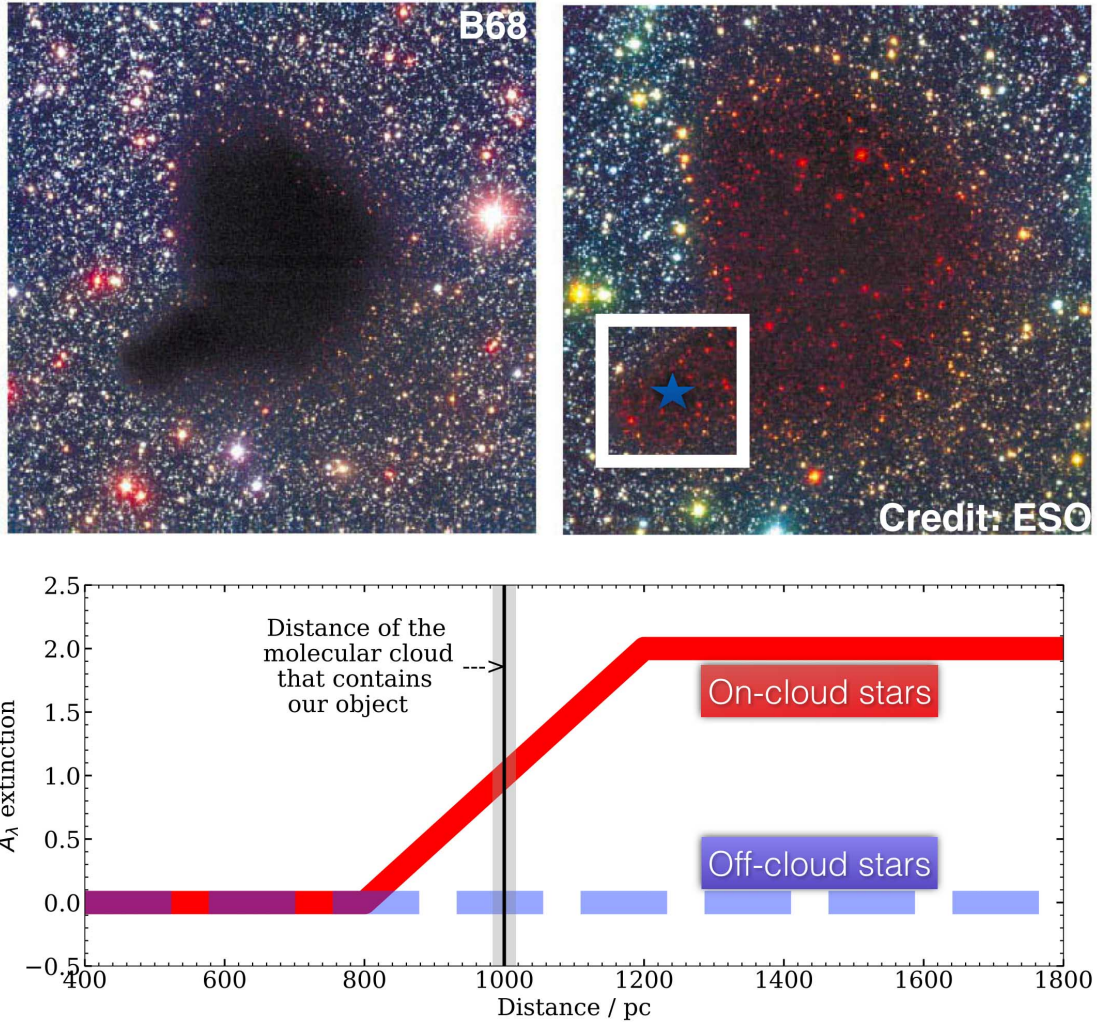 B68
Credit: ESO
2.5
2.0
1.5
1.0
0.5
0.0
−0.5
A_λ extinction
Distance of the
molecular cloud
that contains
our object
--->
On-cloud stars
Off-cloud stars
400 600 800 1000 1200 1400 1600 1800
Distance / pc